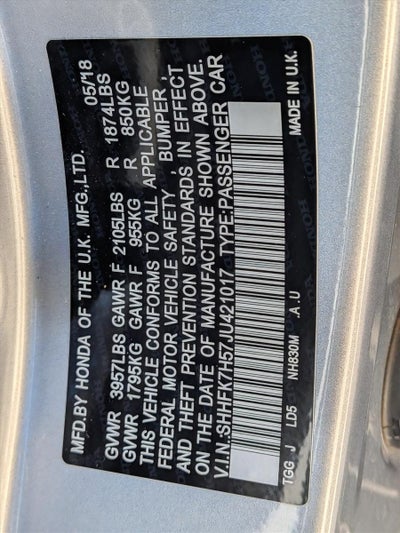 MFD.BY HONDA OF THE U.K. MFG.,LTD. 05/18
GVWR 3957LBS GAWR F 2105LBS R 1874LBS
GVWR 1795KG GAWR F 955KG R 850KG
THIS VEHICLE CONFORMS TO ALL APPLICABLE
FEDERAL MOTOR VEHICLE SAFETY , BUMPER ,
AND THEFT PREVENTION STANDARDS IN EFFECT
ON THE DATE OF MANUFACTURE SHOWN ABOVE.
V.I.N.:SHHFK7H57JU421017 TYPE:PASSENGER CAR
TGG J LD5 NH830M .A .U MADE IN U.K.